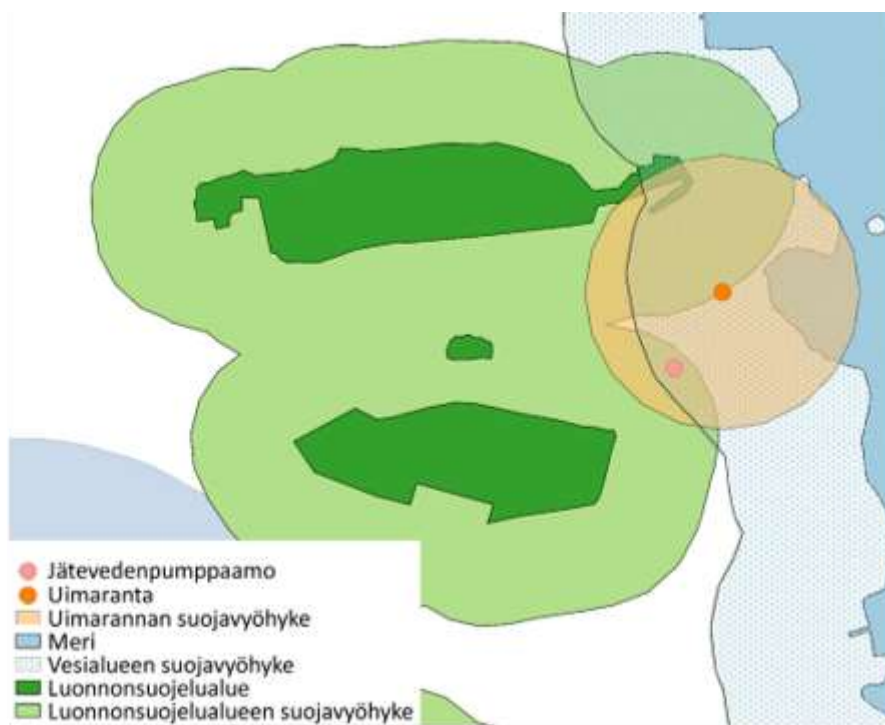 Jätevedenpumppaamo
Uimaranta
Uimarannan suojavyöhyke
Meri
Vesialueen suojavyöhyke
Luonnonsuojelualue
Luonnonsuojelualueen suojavyöhyke